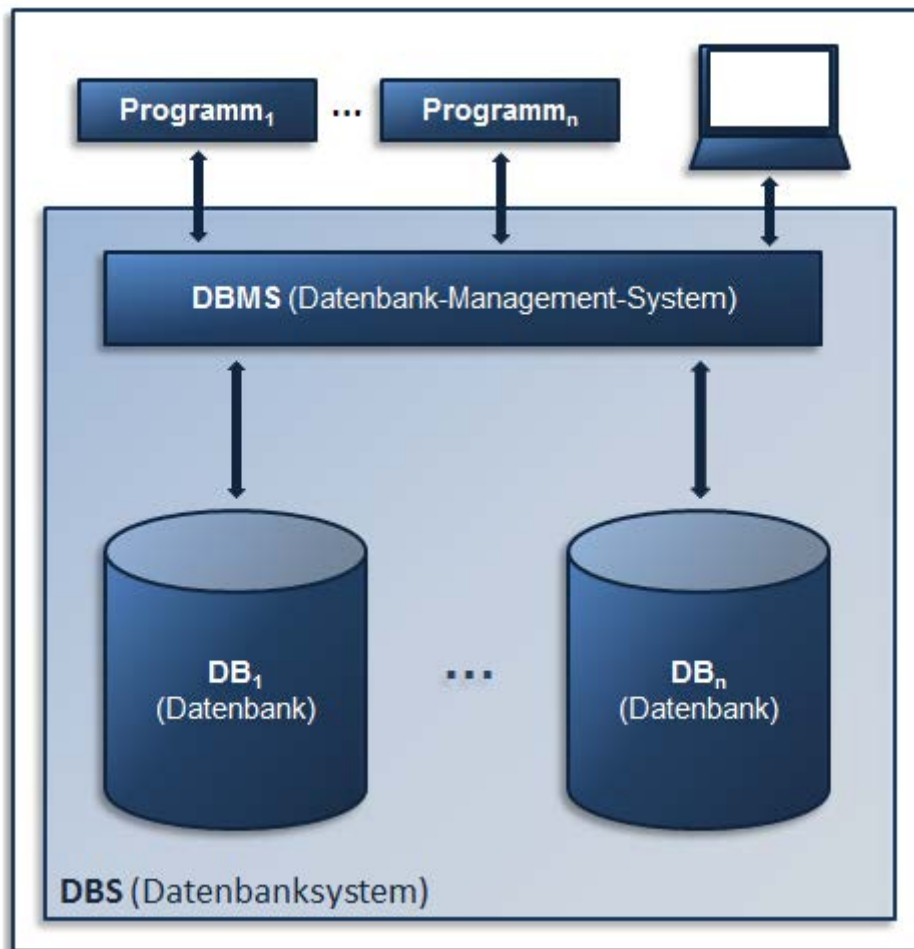 Programm₁ ... Programmₙ
DBMS (Datenbank-Management-System)
DB₁
(Datenbank)
...
DBₙ
(Datenbank)
DBS (Datenbanksystem)